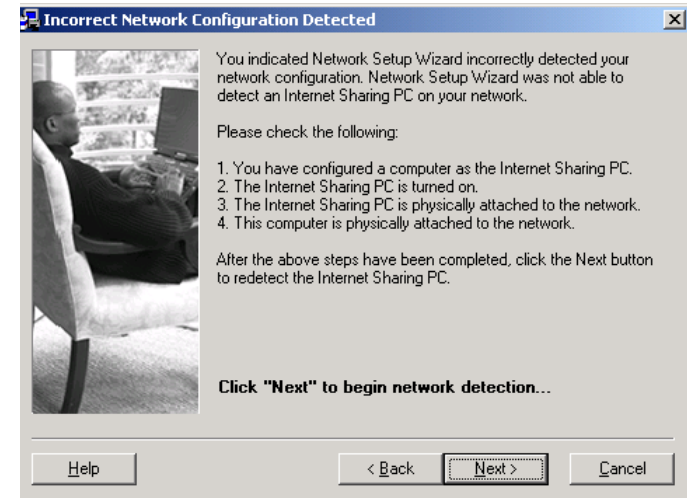 Incorrect Network Configuration Detected
You indicated Network Setup Wizard incorrectly detected your
network configuration. Network Setup Wizard was not able to
detect an Internet Sharing PC on your network.
Please check the following:
1. You have configured a computer as the Internet Sharing PC.
2. The Internet Sharing PC is turned on.
3. The Internet Sharing PC is physically attached to the network.
4. This computer is physically attached to the network.
After the above steps have been completed, click the Next button
to redetect the Internet Sharing PC.
Click "Next" to begin network detection...
Help < Back Next > Cancel